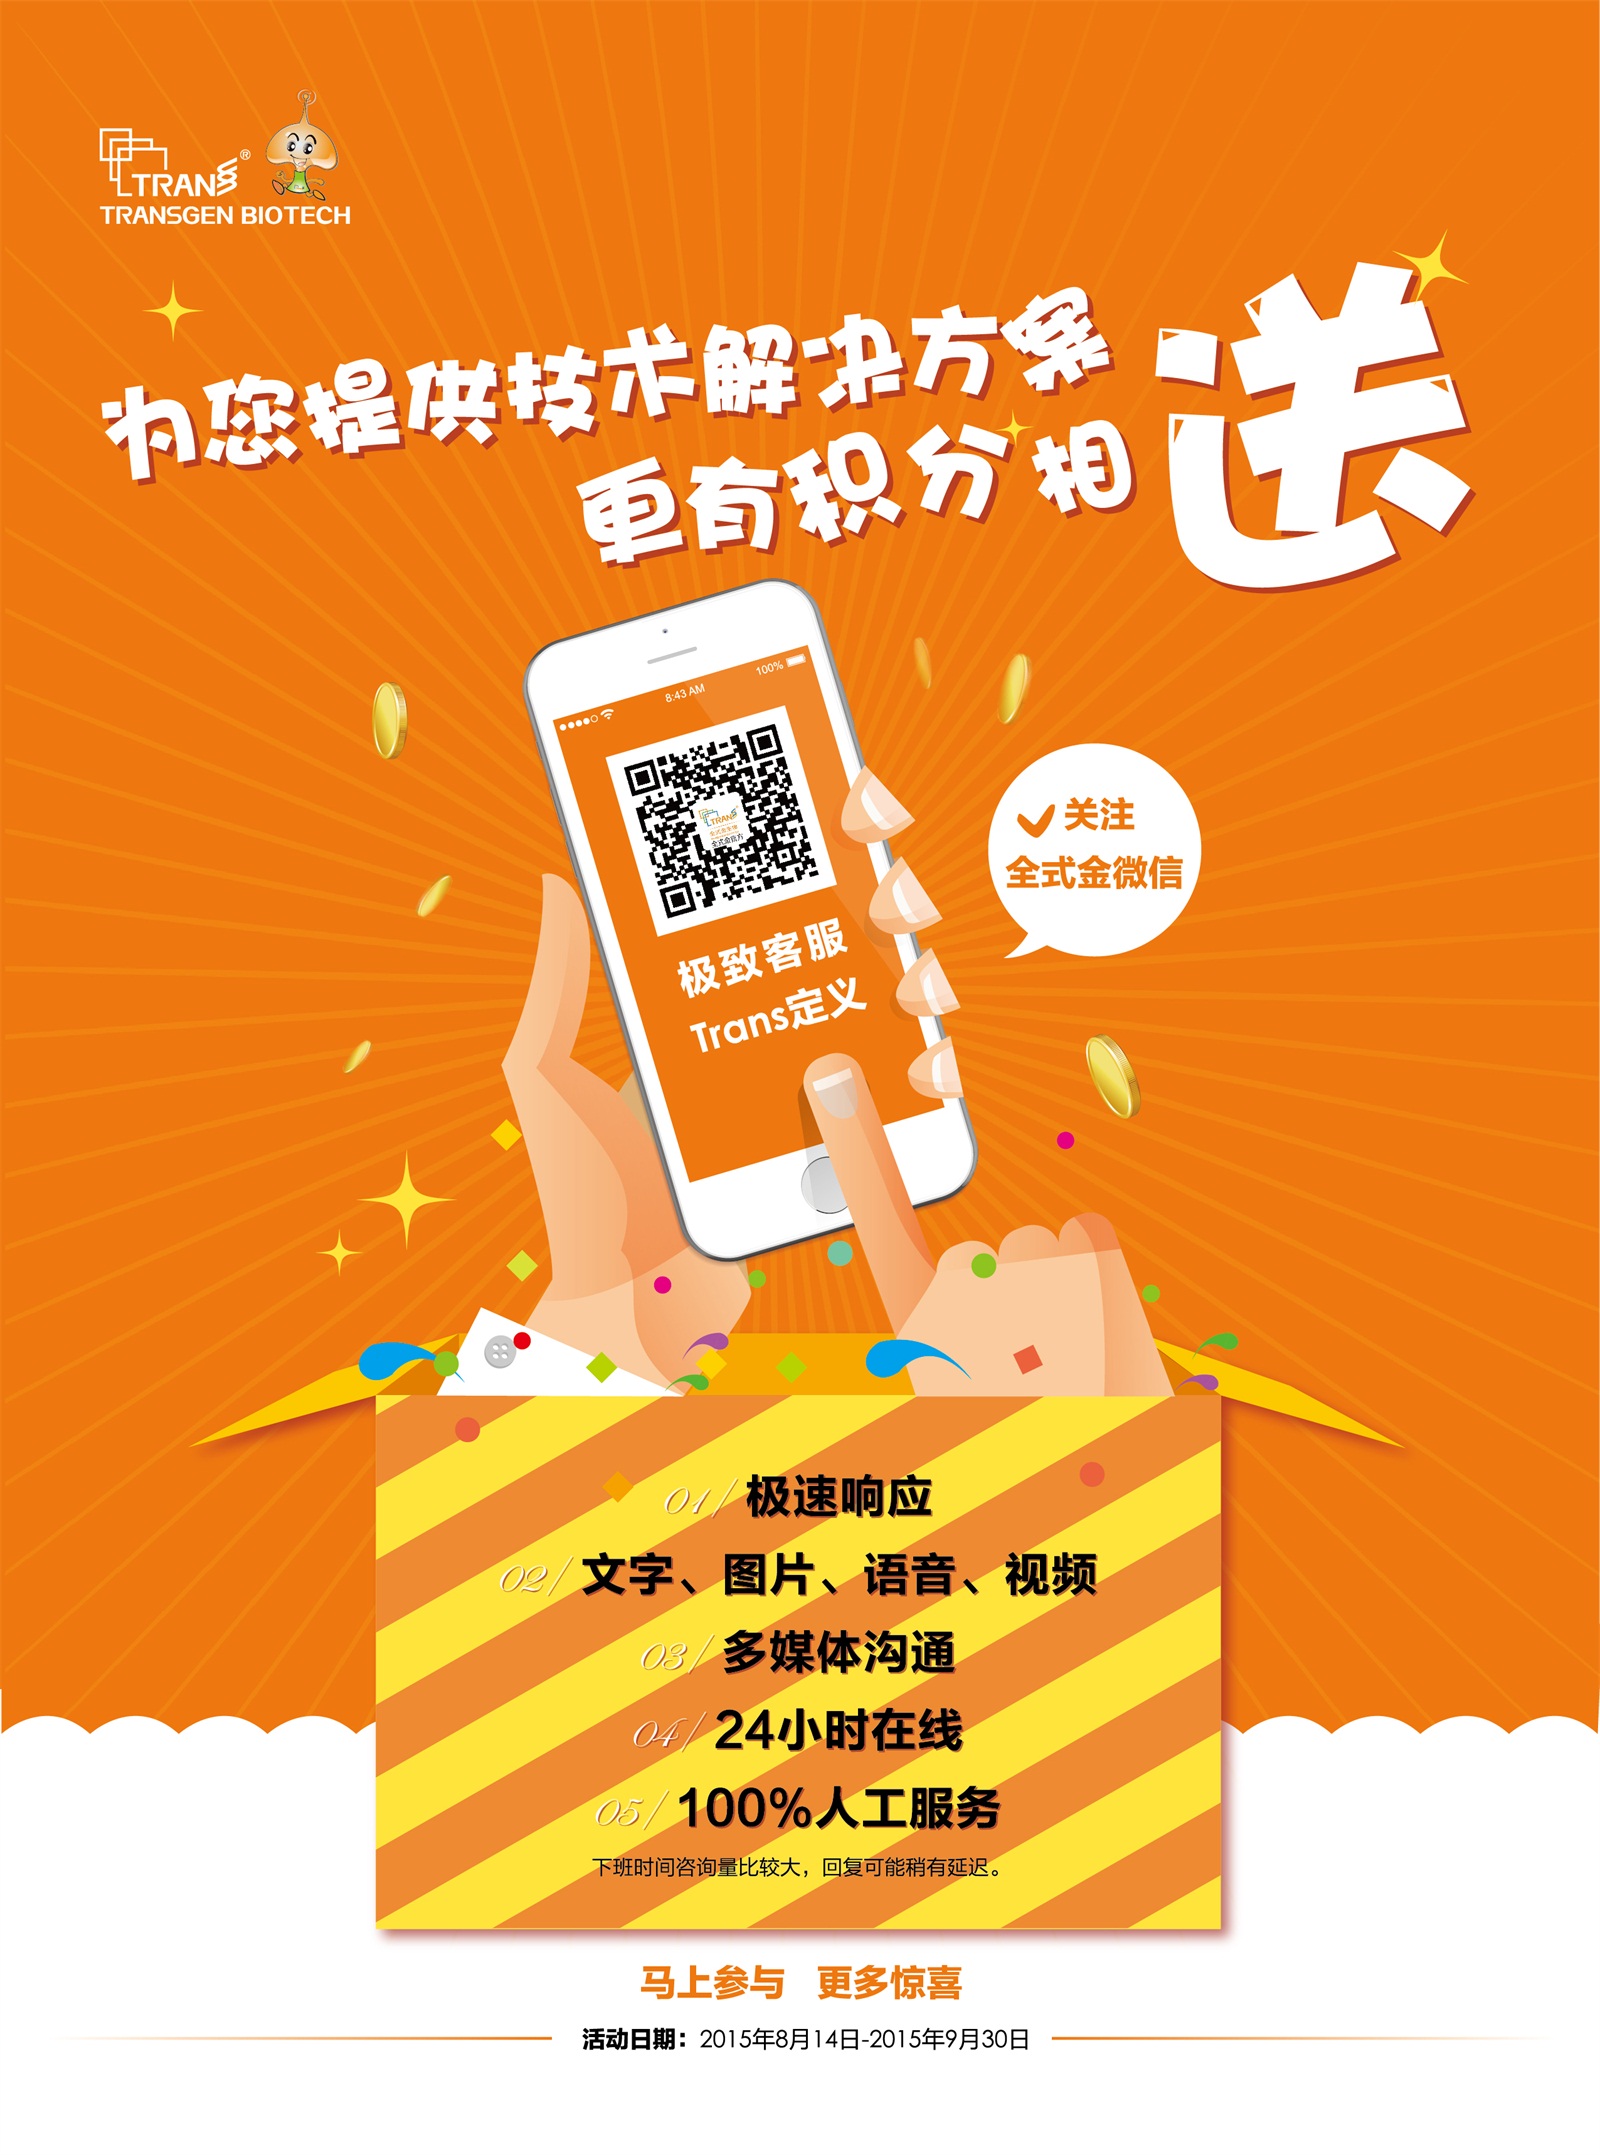 TRANS®
TRANSGEN BIOTECH
为您提供技术解决方案
更有积分相送
8:43 AM
100%
TRANS
全式金官方
极致客服
Trans定义
关注
全式金微信
01/ 极速响应
02/ 文字、图片、语音、视频
03/ 多媒体沟通
04/ 24小时在线
05/ 100%人工服务
下班时间咨询量比较大，回复可能稍有延迟。
马上参与 更多惊喜
活动日期：2015年8月14日-2015年9月30日